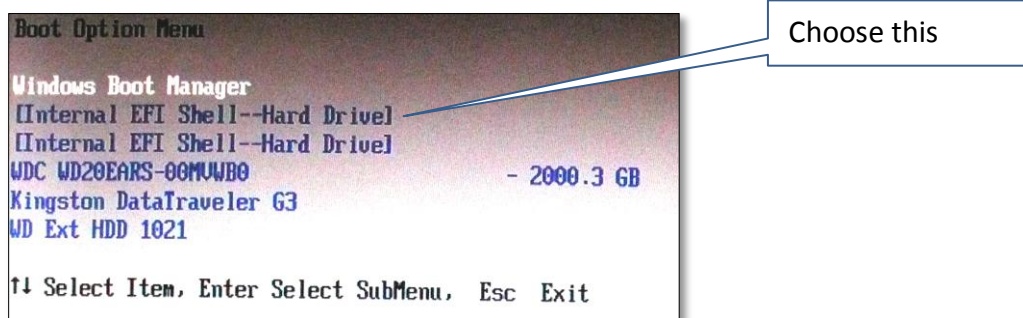 Boot Option Menu
Choose this
Windows Boot Manager
[Internal EFI Shell--Hard Drive]
[Internal EFI Shell--Hard Drive]
WDC WD20EARS-00MVWB0 - 2000.3 GB
Kingston DataTraveler G3
WD Ext HDD 1021
↑↓ Select Item, Enter Select SubMenu, Esc Exit